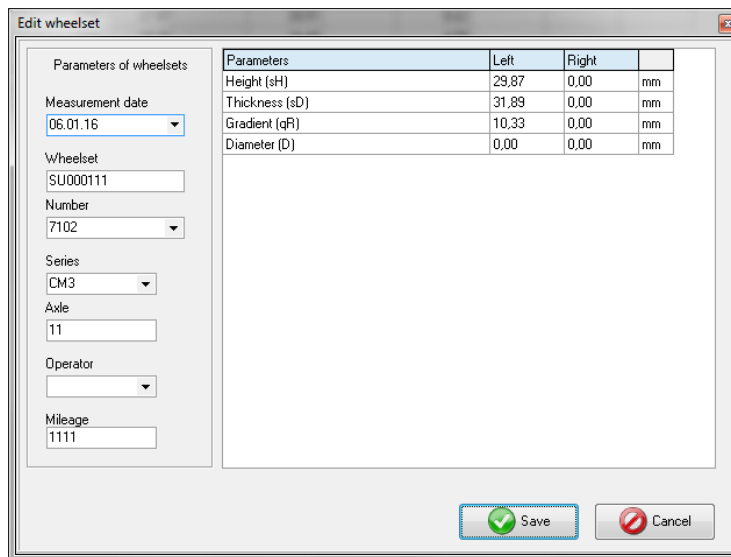 Edit wheelset
Parameters of wheelsets
Measurement date
06.01.16
Wheelset
SU000111
Number
7102
Series
CM3
Axle
11
Operator
Mileage
1111
Parameters Left Right
Height (sH) 29,87 0,00 mm
Thickness (sD) 31,89 0,00 mm
Gradient (qR) 10,33 0,00 mm
Diameter (D) 0,00 0,00 mm
Save Cancel